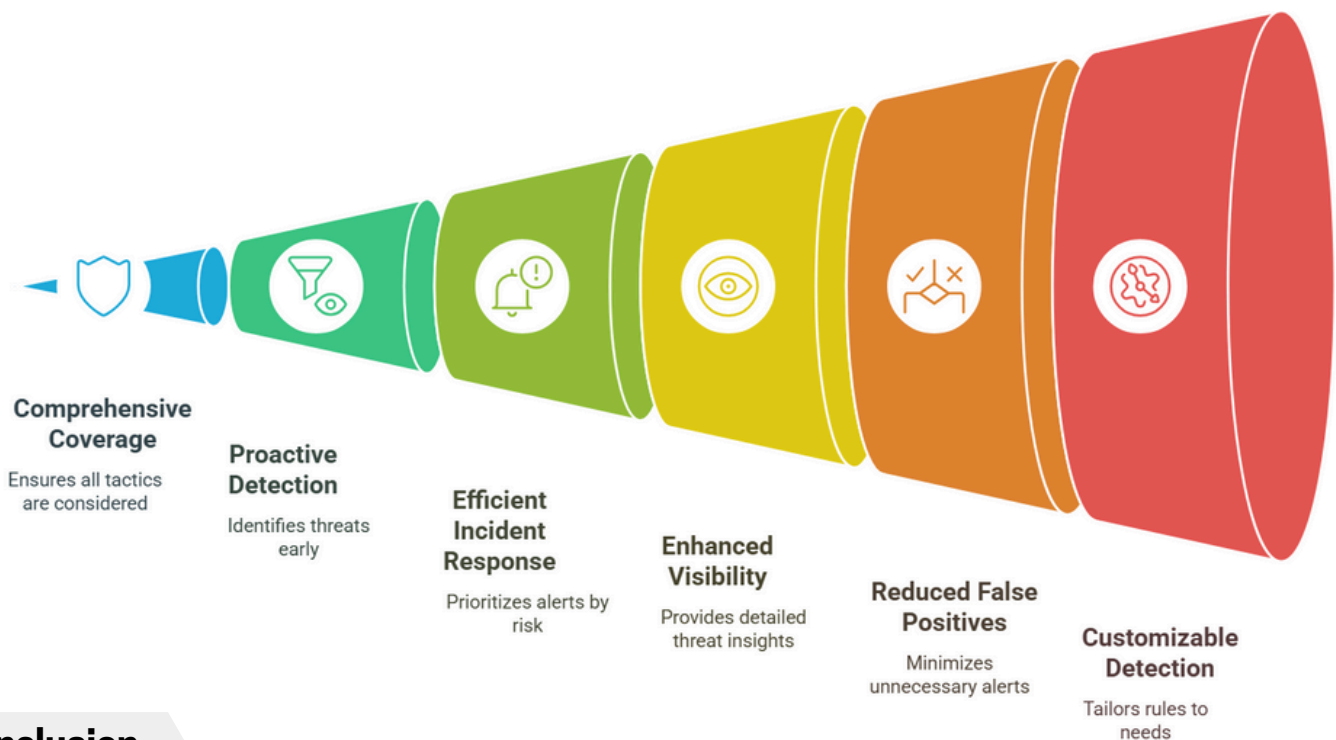 Comprehensive
Coverage
Ensures all tactics
are considered
Proactive
Detection
Identifies threats
early
Efficient
Incident
Response
Prioritizes alerts by
risk
Enhanced
Visibility
Provides detailed
threat insights
Reduced False
Positives
Minimizes
unnecessary alerts
Customizable
Detection
Tailors rules to
needs